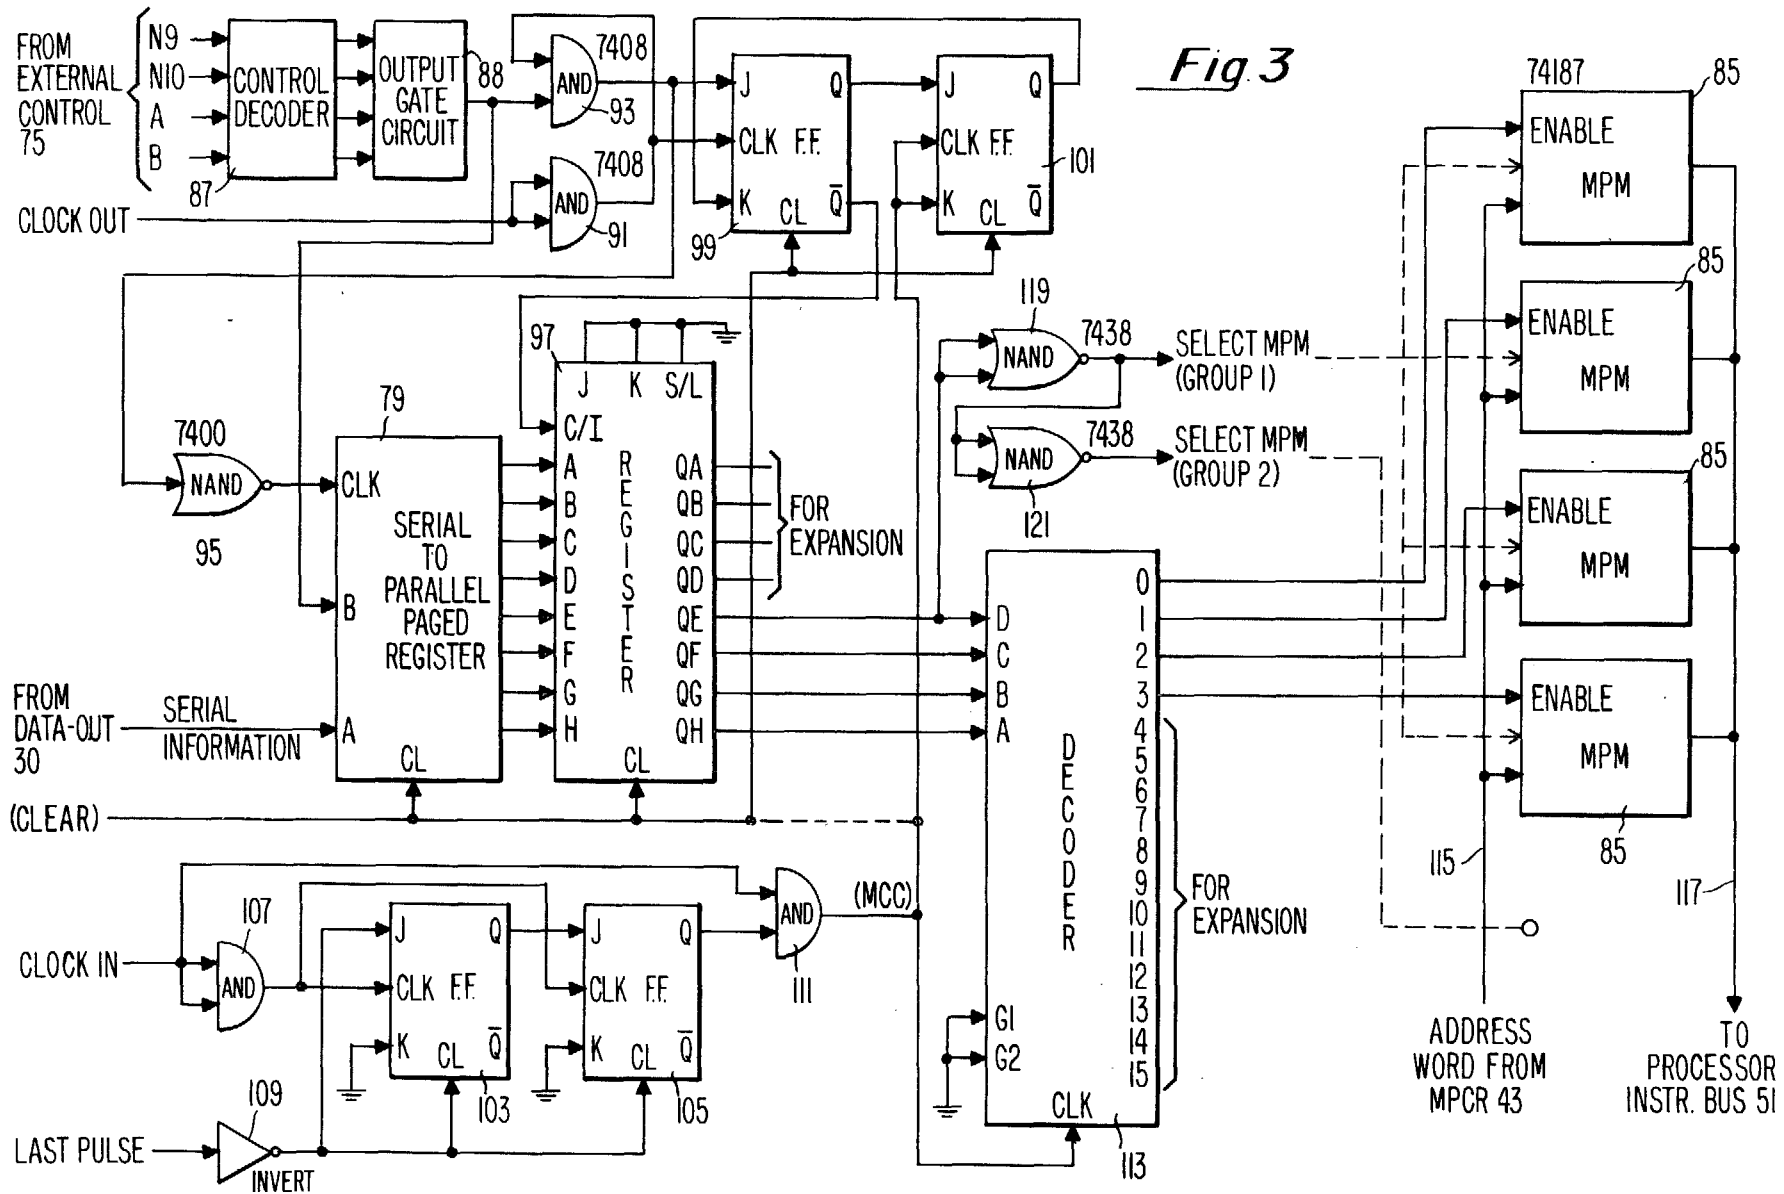 Fig. 3
FROM
EXTERNAL
CONTROL
75
N9
N10
A
B
CONTROL
DECODER
87
OUTPUT
GATE
CIRCUIT
88
7408
AND
93
7408
AND
91
CLOCK OUT
J
Q
CLK F.F.
K
CL
Q̅
99
J
Q
CLK F.F.
K
CL
Q̅
101
7400
NAND
95
79
CLK
SERIAL
TO
PARALLEL
PAGED
REGISTER
B
A
CL
FROM
DATA-OUT
30
SERIAL
INFORMATION
(CLEAR)
97
J K S/L
C/I
A
B
C
D
E
F
G
H
REGISTER
QA
QB
QC
QD
QE
QF
QG
QH
CL
FOR
EXPANSION
119
NAND
7438
SELECT MPM
(GROUP 1)
NAND
7438
121
SELECT MPM
(GROUP 2)
D
C
B
A
DECODER
0
1
2
3
4
5
6
7
8
9
10
11
12
13
14
15
G1
G2
CLK
113
FOR
EXPANSION
74187
85
ENABLE
MPM
85
ENABLE
MPM
85
ENABLE
MPM
ENABLE
MPM
85
115
117
ADDRESS
WORD FROM
MPCR 43
TO
PROCESSOR
INSTR. BUS 51
CLOCK IN
107
AND
J
Q
CLK F.F.
K
CL
Q̅
103
J
Q
CLK F.F.
K
CL
Q̅
105
AND
111
(MCC)
LAST PULSE
109
INVERT